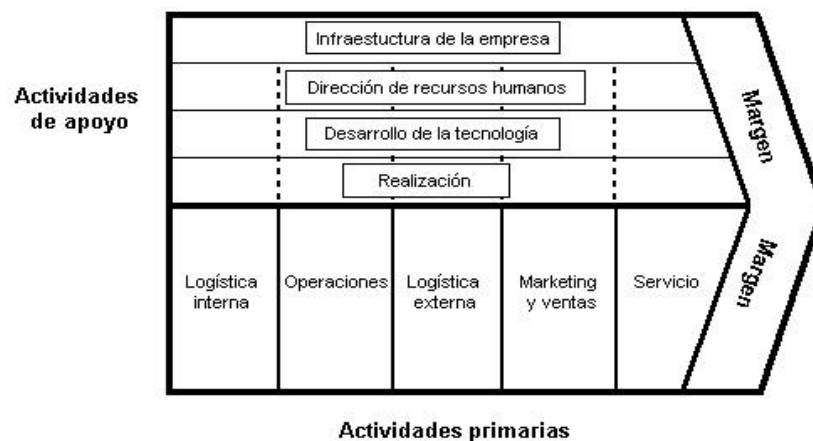 Infraestuctura de la empresa
Actividades
de apoyo
Dirección de recursos humanos
Desarrollo de la tecnología
Realización
Margen
Logística
interna
Operaciones
Logística
externa
Marketing
y ventas
Servicio
Margen
Actividades primarias